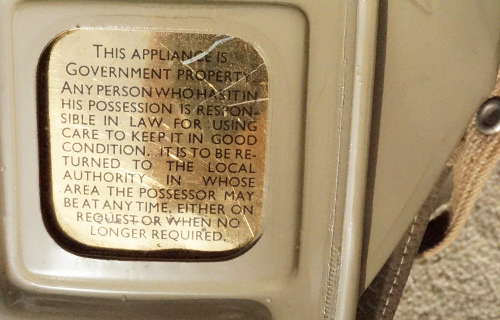 THIS APPLIANCE IS
GOVERNMENT PROPERTY
ANY PERSON WHO HAS IT IN
HIS POSSESSION IS RESPON-
SIBLE IN LAW FOR USING
CARE TO KEEP IT IN GOOD
CONDITION. IT IS TO BE RE-
TURNED TO THE LOCAL
AUTHORITY IN WHOSE
AREA THE POSSESSOR MAY
BE AT ANY TIME, EITHER ON
REQUEST OR WHEN NO
LONGER REQUIRED.